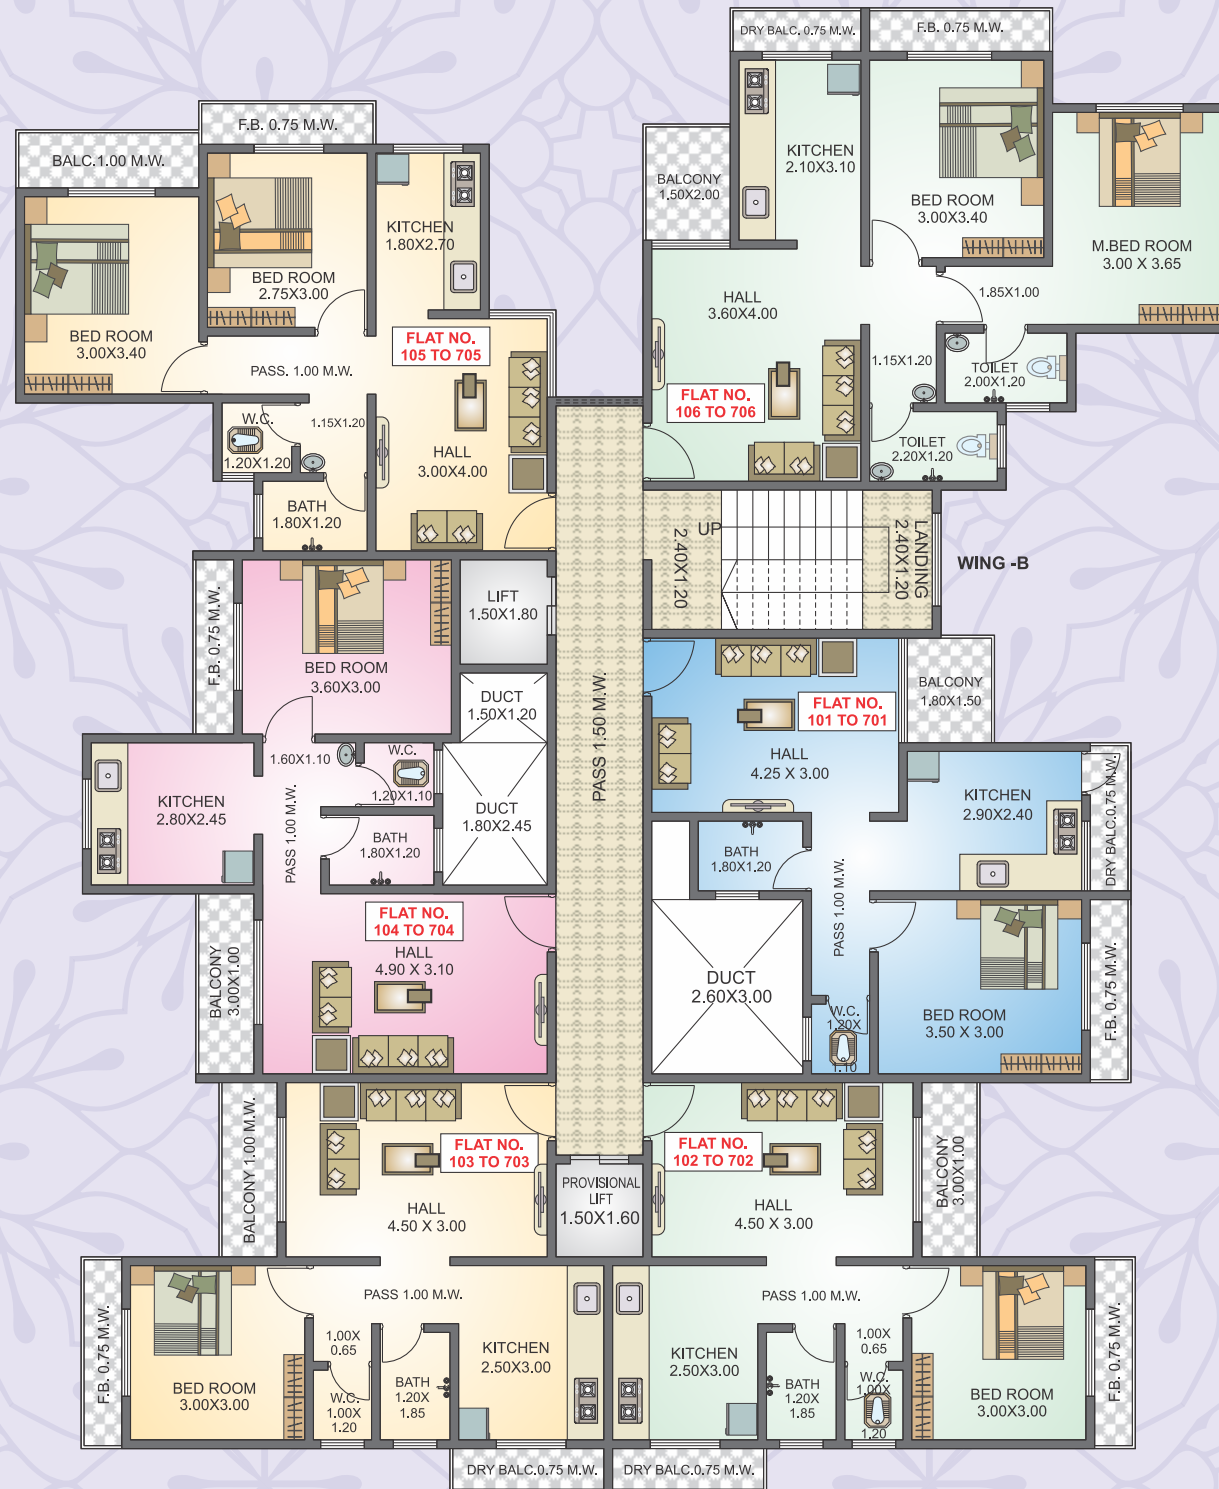 DRY BALC. 0.75 M.W.
F.B. 0.75 M.W.
F.B. 0.75 M.W.
BALC. 1.00 M.W.
KITCHEN
2.10X3.10
BALCONY
1.50X2.00
BED ROOM
3.00X3.40
M.BED ROOM
3.00 X 3.65
KITCHEN
1.80X2.70
BED ROOM
2.75X3.00
BED ROOM
3.00X3.40
HALL
3.60X4.00
1.85X1.00
FLAT NO.
105 TO 705
PASS. 1.00 M.W.
1.15X1.20
TOILET
2.00X1.20
FLAT NO.
106 TO 706
W.C.
1.20X1.20
1.15X1.20
HALL
3.00X4.00
TOILET
2.20X1.20
BATH
1.80X1.20
UP
2.40X1.20
LANDING
2.40X1.20
WING -B
LIFT
1.50X1.80
F.B. 0.75 M.W.
BED ROOM
3.60X3.00
DUCT
1.50X1.20
PASS 1.50 M.W.
BALCONY
1.80X1.50
FLAT NO.
101 TO 701
HALL
4.25 X 3.00
1.60X1.10
W.C.
1.20X1.10
KITCHEN
2.80X2.45
PASS 1.00 M.W.
DUCT
1.80X2.45
BATH
1.80X1.20
KITCHEN
2.90X2.40
DRY BALC.0.75 M.W.
BATH
1.80X1.20
PASS 1.00 M.W.
FLAT NO.
104 TO 704
HALL
4.90 X 3.10
BALCONY
3.00X1.00
DUCT
2.60X3.00
W.C.
1.20X
1.10
BED ROOM
3.50 X 3.00
F.B. 0.75 M.W.
BALCONY 1.00 M.W.
FLAT NO.
103 TO 703
FLAT NO.
102 TO 702
BALCONY
3.00X1.00
HALL
4.50 X 3.00
PROVISIONAL
LIFT
1.50X1.60
HALL
4.50 X 3.00
F.B. 0.75 M.W.
PASS 1.00 M.W.
PASS 1.00 M.W.
F.B. 0.75 M.W.
1.00X
0.65
KITCHEN
2.50X3.00
KITCHEN
2.50X3.00
1.00X
0.65
BED ROOM
3.00X3.00
W.C.
1.00X
1.20
BATH
1.20X
1.85
BATH
1.20X
1.85
W.C.
1.00X
1.20
BED ROOM
3.00X3.00
DRY BALC.0.75 M.W.
DRY BALC.0.75 M.W.